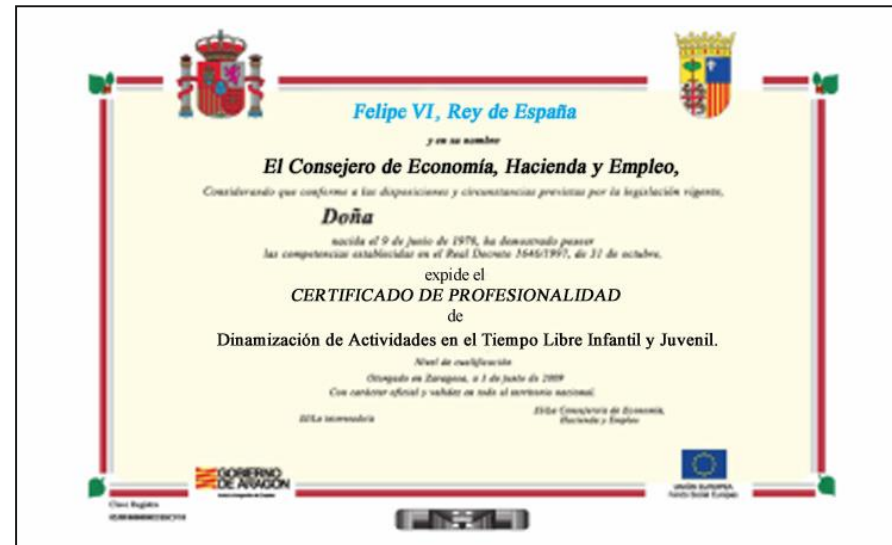 Felipe VI, Rey de España
y en su nombre
El Consejero de Economía, Hacienda y Empleo,
Considerando que conforme a las disposiciones y circunstancias previstas por la legislación vigente,
Doña
nacida el 9 de junio de 1978, ha demostrado poseer
las competencias establecidas en el Real Decreto 1646/1997, de 31 de octubre,
expide el
CERTIFICADO DE PROFESIONALIDAD
de
Dinamización de Actividades en el Tiempo Libre Infantil y Juvenil.
Nivel de cualificación
Otorgado en Zaragoza, a 1 de junio de 2009
Con carácter oficial y validez en todo el territorio nacional.
El/La interesado/a
El/La Consejero/a de Economía,
Hacienda y Empleo
GOBIERNO
DE ARAGON
UNIÓN EUROPEA
Fondo Social Europeo
Clave Registro